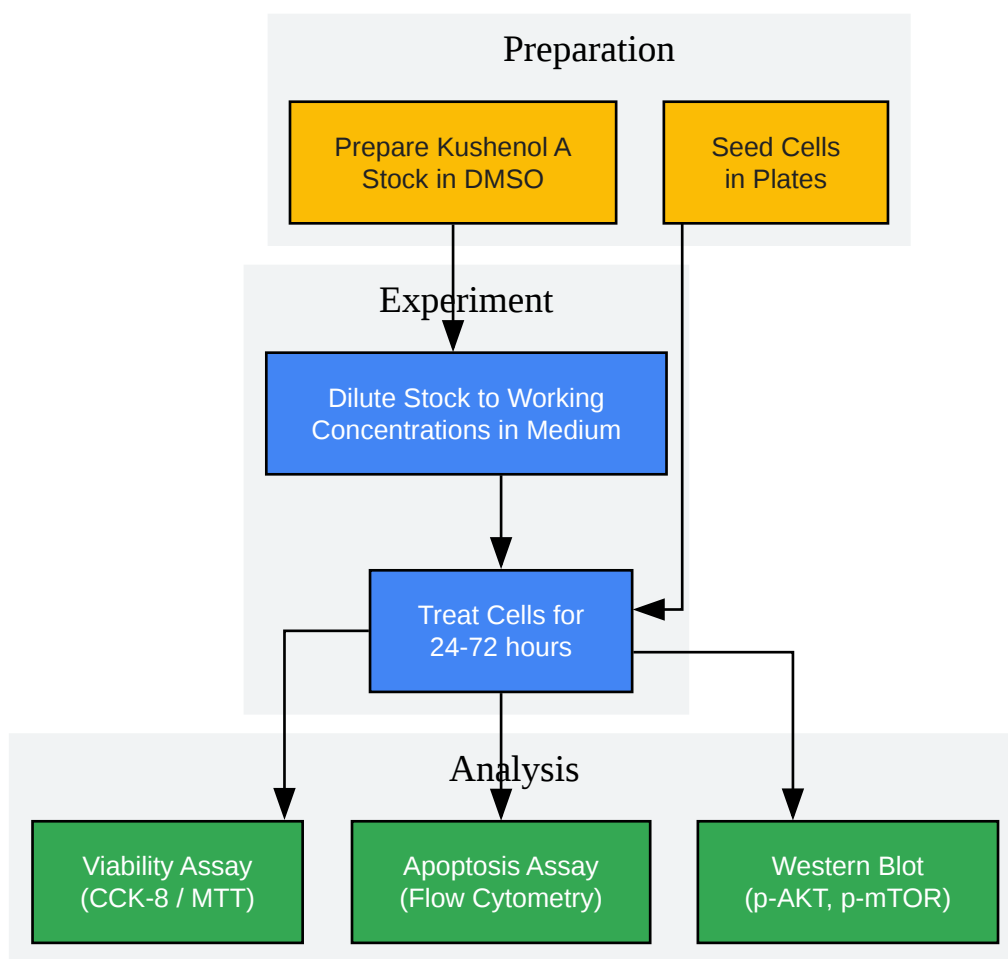 Preparation
Prepare Kushenol A
Stock in DMSO
Seed Cells
in Plates
Experiment
Dilute Stock to Working
Concentrations in Medium
Treat Cells for
24-72 hours
Analysis
Viability Assay
(CCK-8 / MTT)
Apoptosis Assay
(Flow Cytometry)
Western Blot
(p-AKT, p-mTOR)